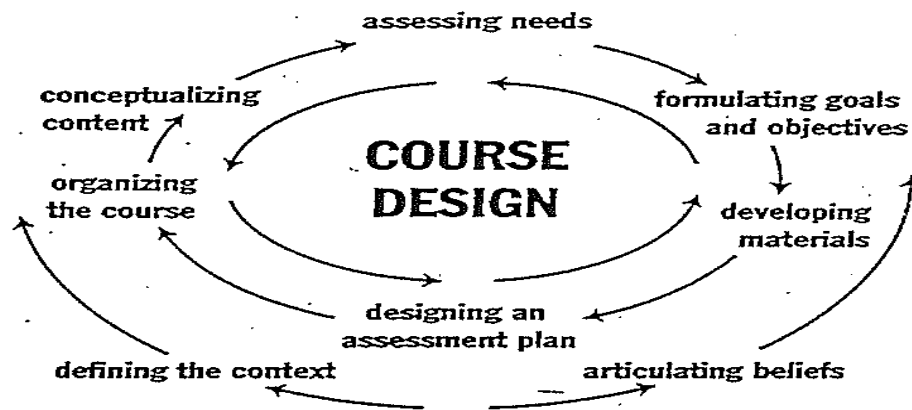 assessing needs
conceptualizing
content
formulating goals
and objectives
COURSE
DESIGN
organizing
the course
developing
materials
designing an
assessment plan
defining the context
articulating beliefs